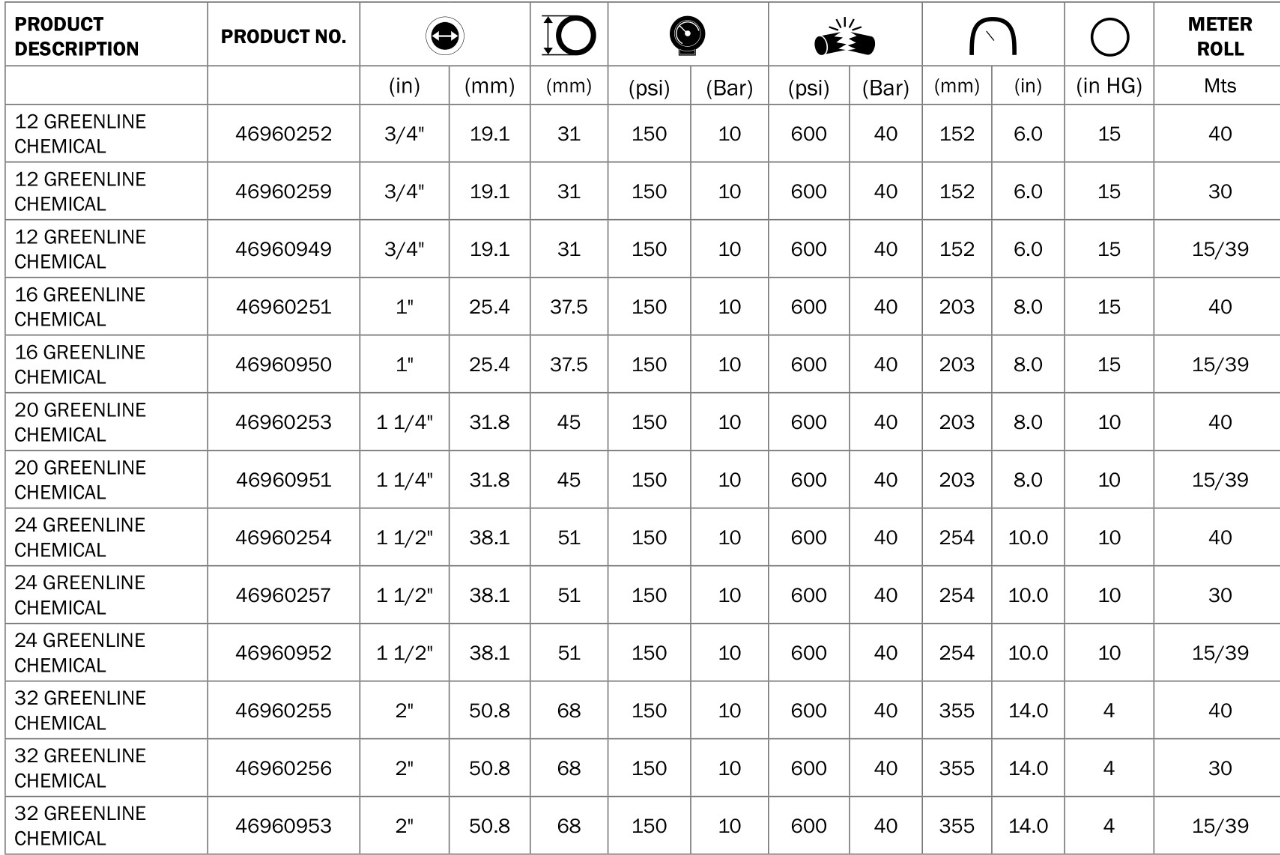 PRODUCT DESCRIPTION PRODUCT NO. METER ROLL
(in) (mm) (mm) (psi) (Bar) (psi) (Bar) (mm) (in) (in HG) Mts
12 GREENLINE CHEMICAL 46960252 3/4" 19.1 31 150 10 600 40 152 6.0 15 40
12 GREENLINE CHEMICAL 46960259 3/4" 19.1 31 150 10 600 40 152 6.0 15 30
12 GREENLINE CHEMICAL 46960949 3/4" 19.1 31 150 10 600 40 152 6.0 15 15/39
16 GREENLINE CHEMICAL 46960251 1" 25.4 37.5 150 10 600 40 203 8.0 15 40
16 GREENLINE CHEMICAL 46960950 1" 25.4 37.5 150 10 600 40 203 8.0 15 15/39
20 GREENLINE CHEMICAL 46960253 1 1/4" 31.8 45 150 10 600 40 203 8.0 10 40
20 GREENLINE CHEMICAL 46960951 1 1/4" 31.8 45 150 10 600 40 203 8.0 10 15/39
24 GREENLINE CHEMICAL 46960254 1 1/2" 38.1 51 150 10 600 40 254 10.0 10 40
24 GREENLINE CHEMICAL 46960257 1 1/2" 38.1 51 150 10 600 40 254 10.0 10 30
24 GREENLINE CHEMICAL 46960952 1 1/2" 38.1 51 150 10 600 40 254 10.0 10 15/39
32 GREENLINE CHEMICAL 46960255 2" 50.8 68 150 10 600 40 355 14.0 4 40
32 GREENLINE CHEMICAL 46960256 2" 50.8 68 150 10 600 40 355 14.0 4 30
32 GREENLINE CHEMICAL 46960953 2" 50.8 68 150 10 600 40 355 14.0 4 15/39